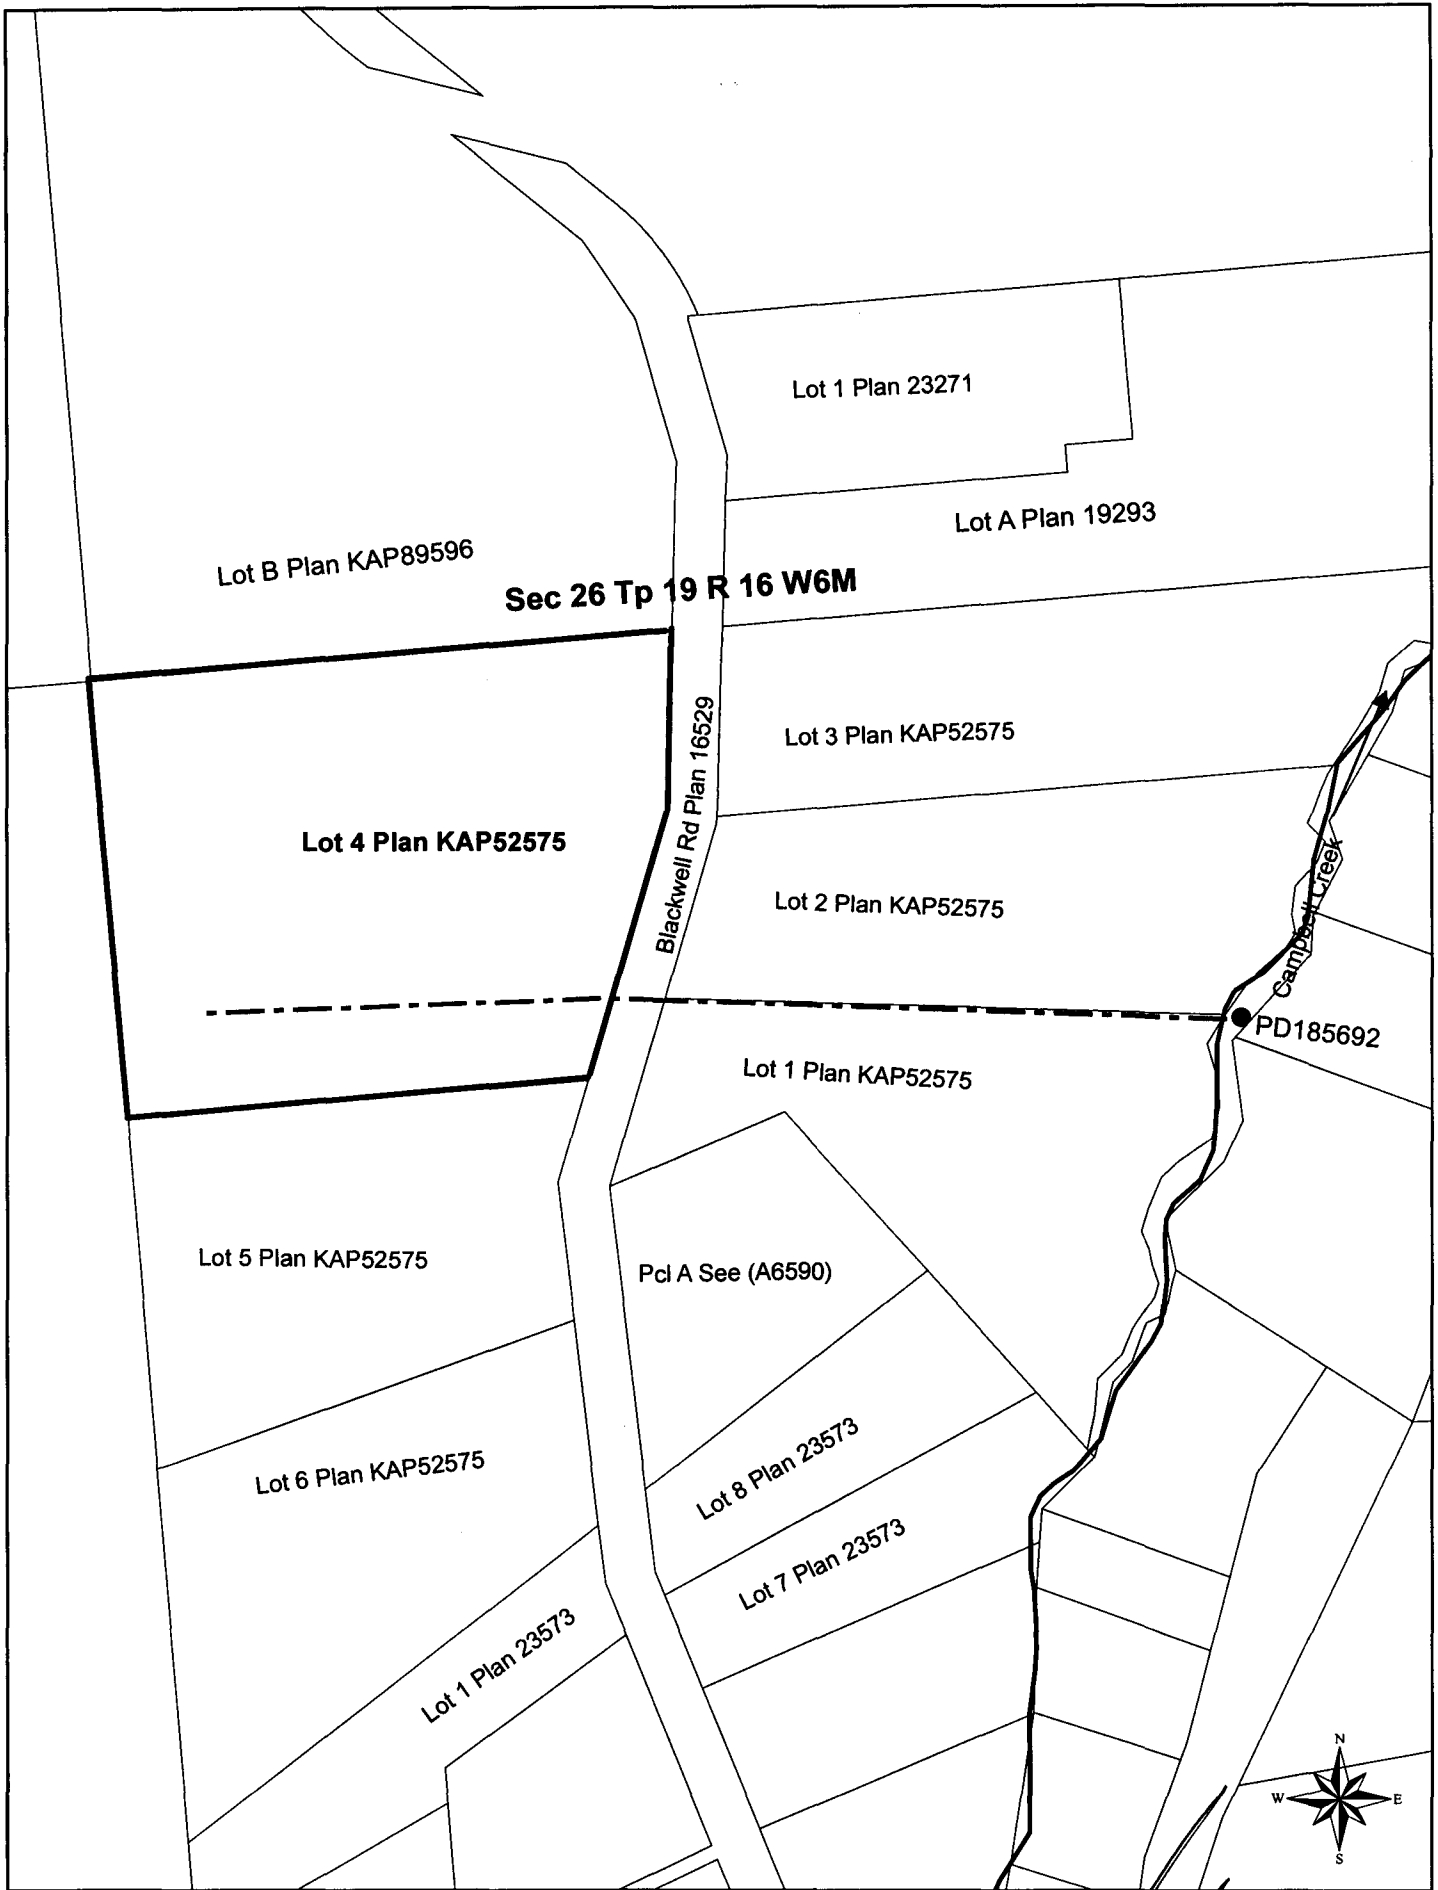 Lot 1 Plan 23271
Lot A Plan 19293
Lot B Plan KAP89596
Sec 26 Tp 19 R 16 W6M
Lot 3 Plan KAP52575
Blackwell Rd Plan 16529
Lot 4 Plan KAP52575
Lot 2 Plan KAP52575
Campbell Creek
PD185692
Lot 1 Plan KAP52575
Lot 5 Plan KAP52575
Pcl A See (A6590)
Lot 6 Plan KAP52575
Lot 8 Plan 23573
Lot 7 Plan 23573
Lot 1 Plan 23573
N
W
E
S